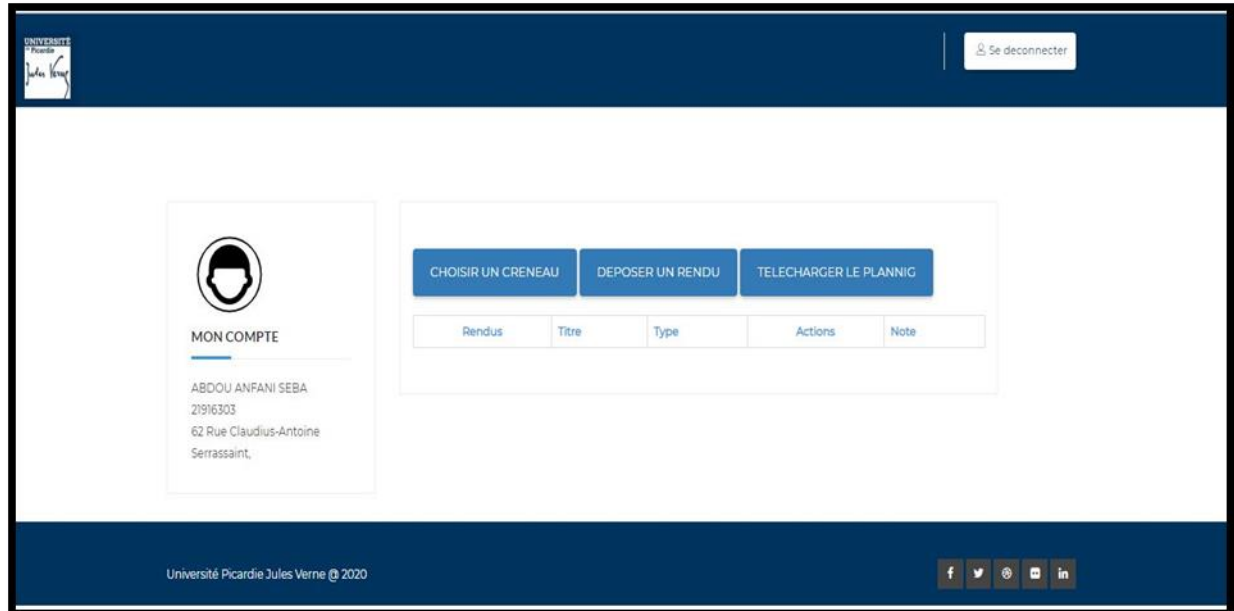 UNIVERSITÉ
de Picardie
Jules Verne
Se deconnecter
CHOISIR UN CRENEAU
DEPOSER UN RENDU
TELECHARGER LE PLANNIG
Rendus Titre Type Actions Note
MON COMPTE
ABDOU ANFANI SEBA
21916303
62 Rue Claudius-Antoine
Serrassaint,
Université Picardie Jules Verne @ 2020